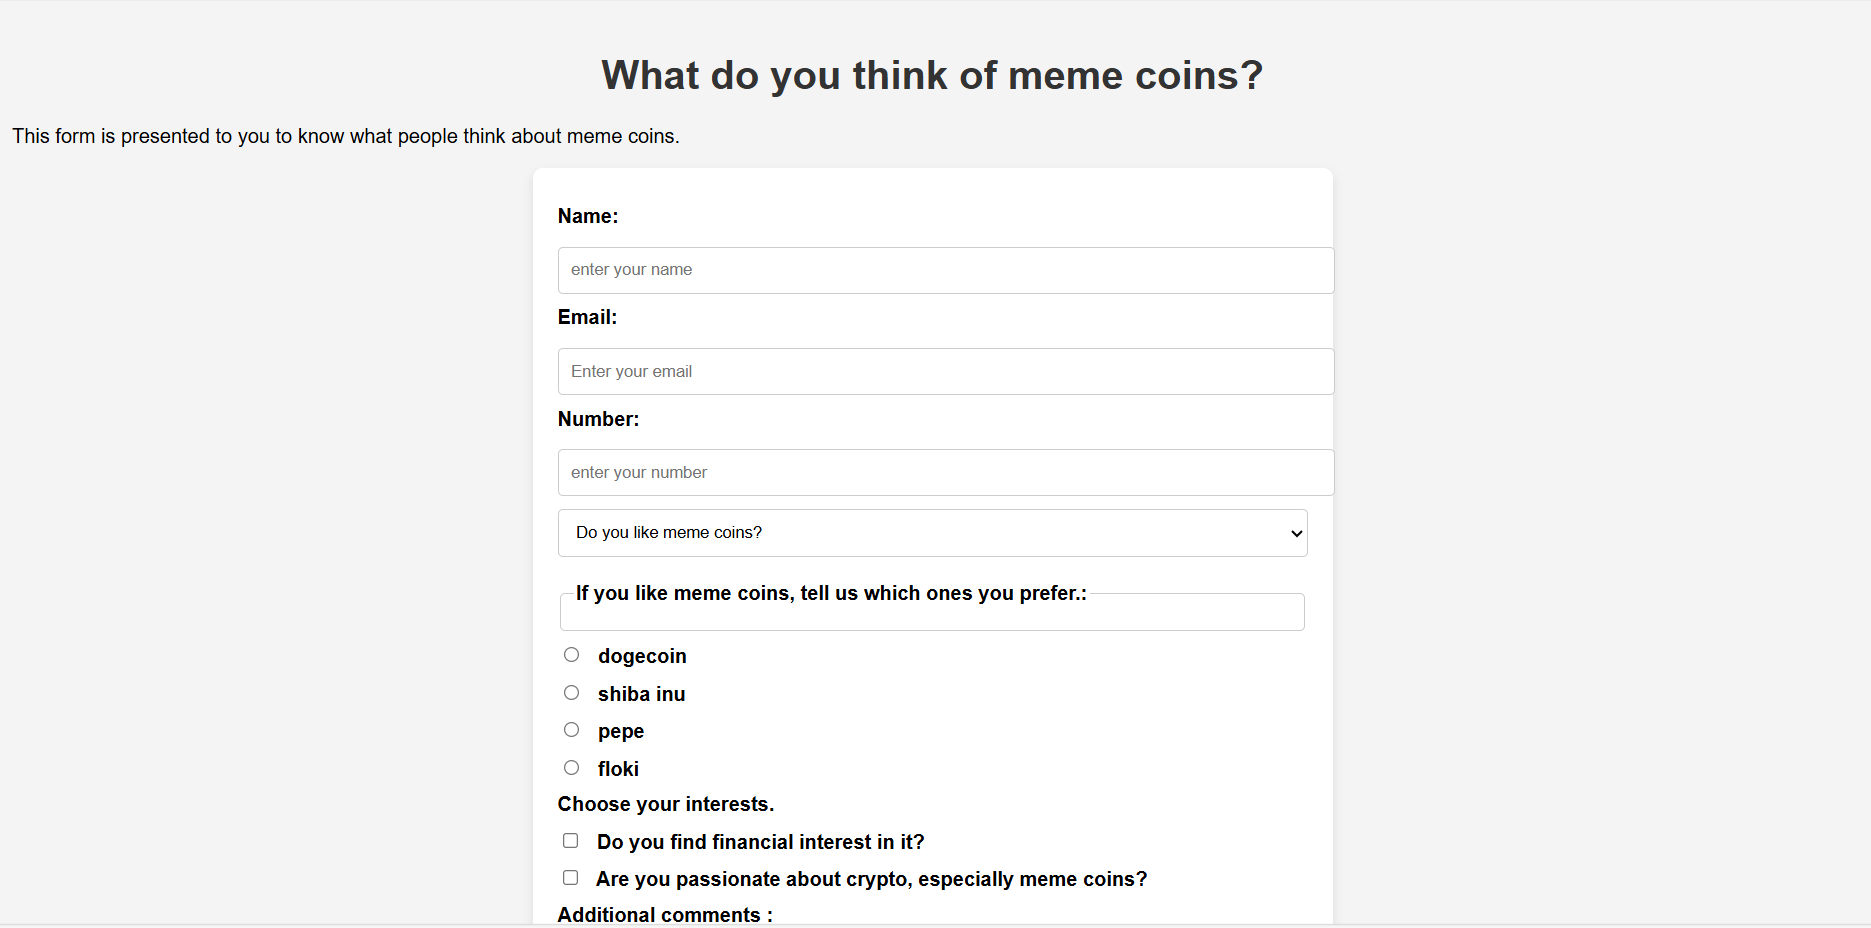 What do you think of meme coins?
This form is presented to you to know what people think about meme coins.
Name:
enter your name
Email:
Enter your email
Number:
enter your number
Do you like meme coins?
If you like meme coins, tell us which ones you prefer.:
dogecoin
shiba inu
pepe
floki
Choose your interests.
Do you find financial interest in it?
Are you passionate about crypto, especially meme coins?
Additional comments :